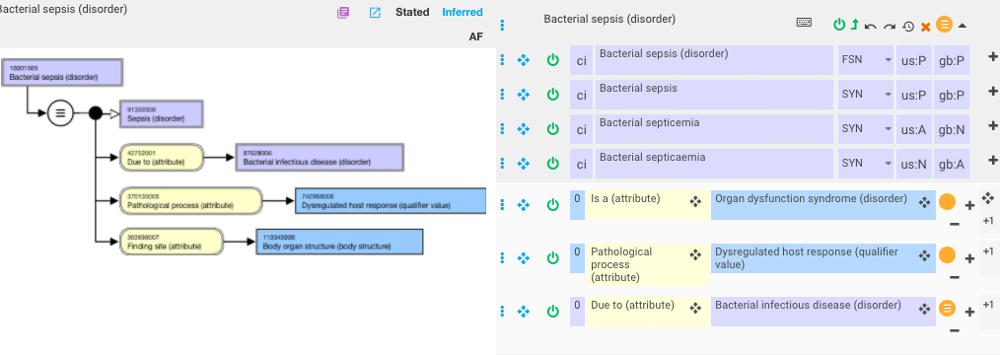 Bacterial sepsis (disorder)
Stated
Inferred
AF
10001005
Bacterial sepsis (disorder)
91302008
Sepsis (disorder)
42752001
Due to (attribute)
87628006
Bacterial infectious disease (disorder)
370135005
Pathological process (attribute)
Dysregulated host response (qualifier value)
363698007
Finding site (attribute)
113343008
Body organ structure (body structure)
Bacterial sepsis (disorder)
ci
Bacterial sepsis (disorder)
FSN
us:P
gb:P
ci
Bacterial sepsis
SYN
us:P
gb:P
ci
Bacterial septicemia
SYN
us:A
gb:N
ci
Bacterial septicaemia
SYN
us:N
gb:A
0
Is a (attribute)
Organ dysfunction syndrome (disorder)
+1
0
Pathological
process
(attribute)
Dysregulated host response (qualifier
value)
+1
0
Due to (attribute)
Bacterial infectious disease (disorder)
+1